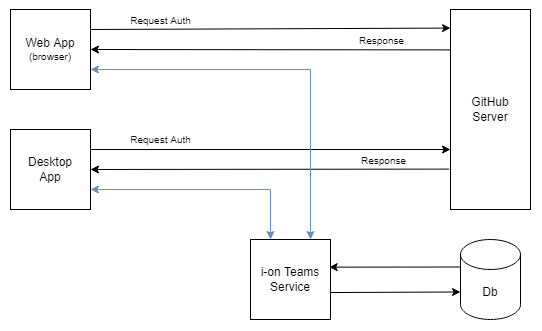 Request Auth
Web App
(browser)
Response
GitHub
Server
Request Auth
Desktop
App
Response
i-on Teams
Service
Db